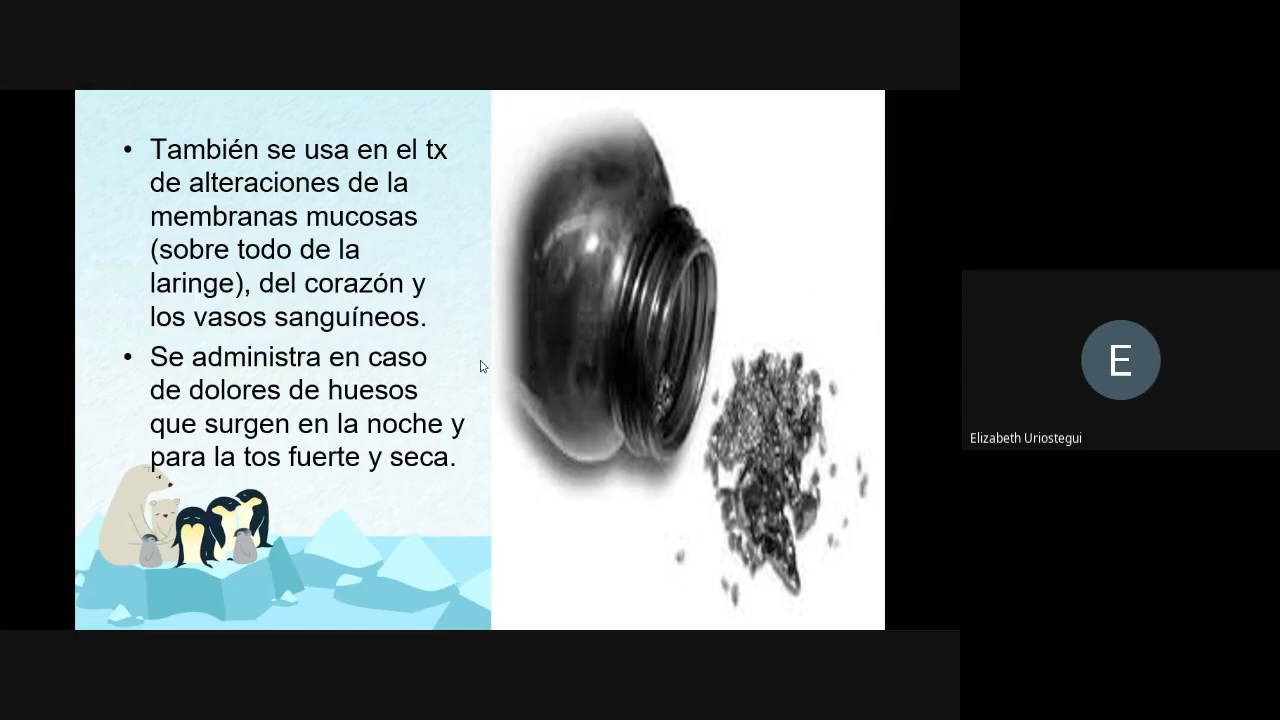 • También se usa en el tx
de alteraciones de la
membranas mucosas
(sobre todo de la
laringe), del corazón y
los vasos sanguíneos.
• Se administra en caso
de dolores de huesos
que surgen en la noche y
para la tos fuerte y seca.
E
Elizabeth Uriostegui